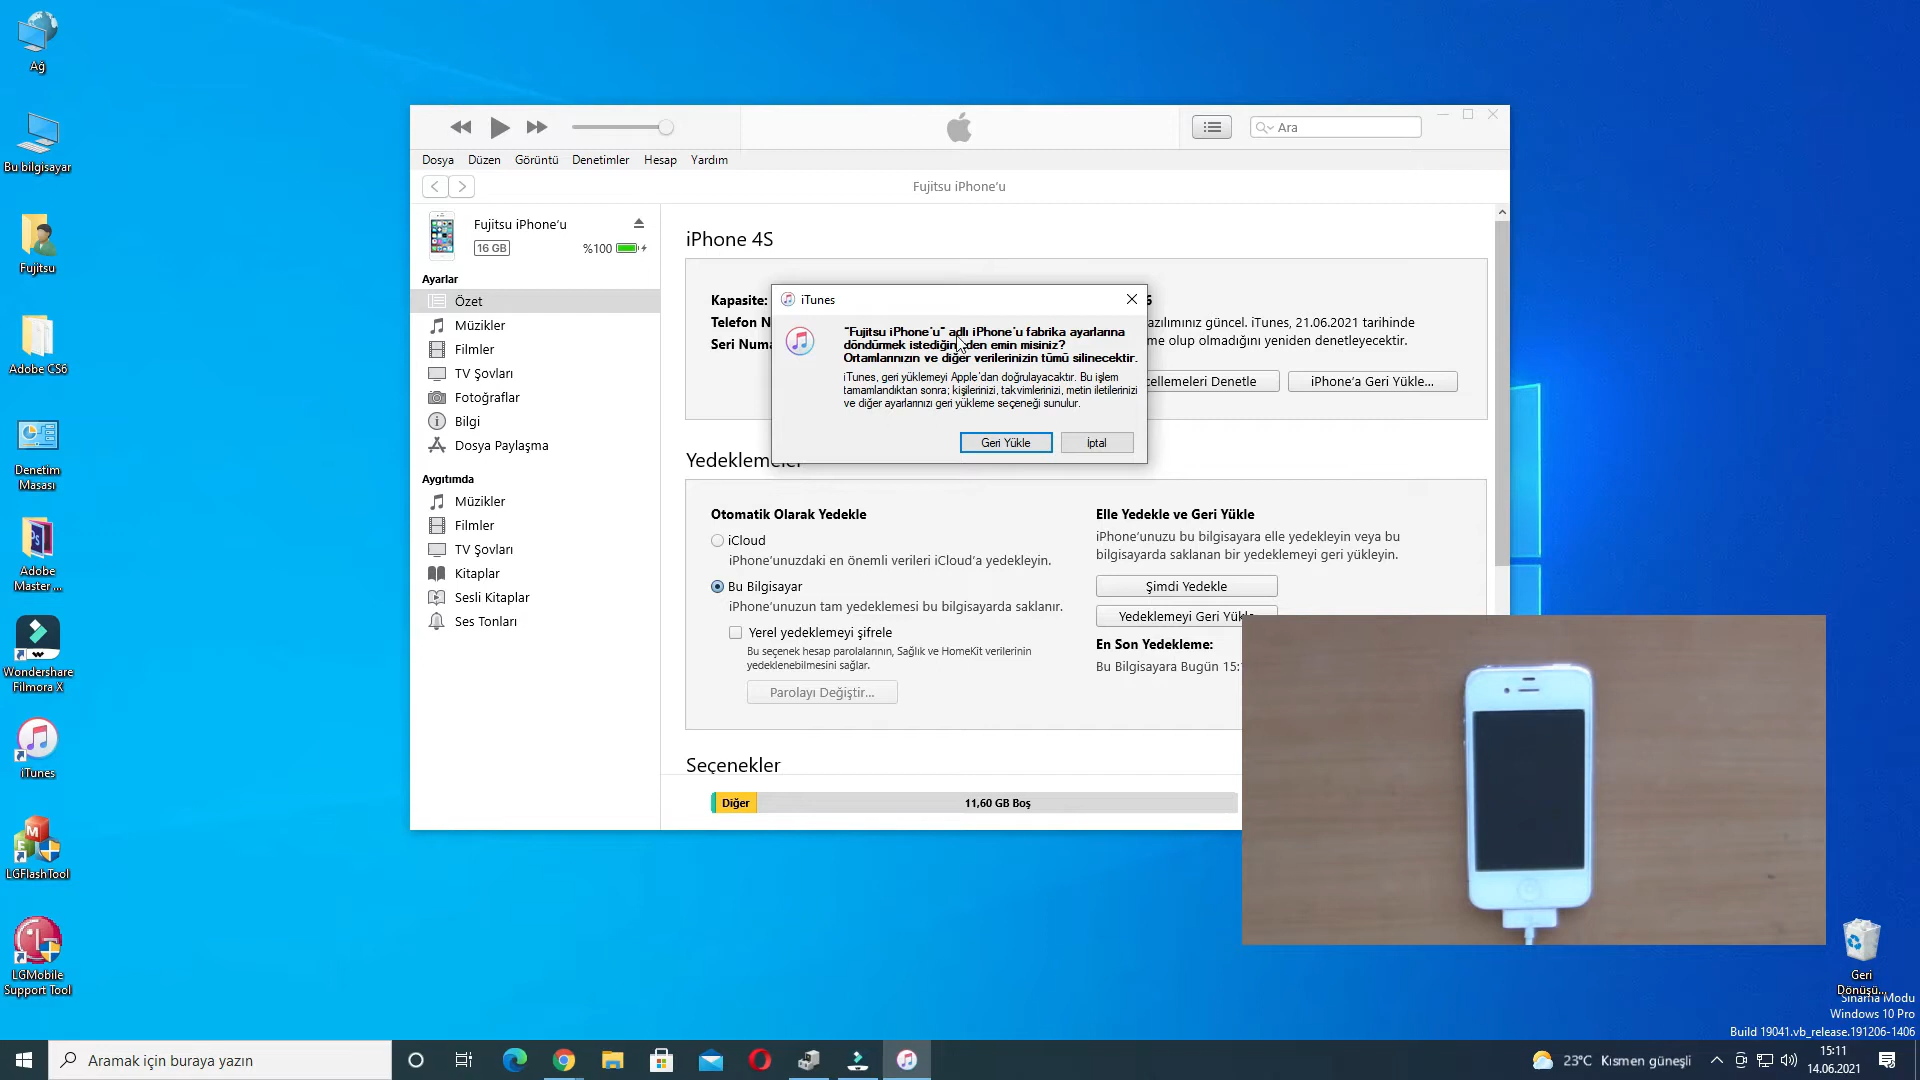 Ağ
Bu bilgisayar
Fujitsu
Adobe CS6
Denetim
Masası
Adobe
Master ...
Wondershare
Filmora X
iTunes
LGFlashTool
LGMobile
Support Tool
Ara
Dosya Düzen Görüntü Denetimler Hesap Yardım
Fujitsu iPhone'u
Fujitsu iPhone'u
16 GB %100
Ayarlar
Özet
Müzikler
Filmler
TV Şovları
Fotoğraflar
Bilgi
Dosya Paylaşma
Aygıtımda
Müzikler
Filmler
TV Şovları
Kitaplar
Sesli Kitaplar
Ses Tonları
iPhone 4S
Kapasite:
Telefon N
Seri Numa
azılımınız güncel. iTunes, 21.06.2021 tarihinde
me olup olmadığını yeniden denetleyecektir.
cellemeleri Denetle
iPhone'a Geri Yükle...
iTunes
"Fujitsu iPhone'u" adlı iPhone'u fabrika ayarlarına
döndürmek istediğinizden emin misiniz?
Ortamlarınızın ve diğer verilerinizin tümü silinecektir.
iTunes, geri yüklemeyi Apple'dan doğrulayacaktır. Bu işlem
tamamlandıktan sonra; kişilerinizi, takvimlerinizi, metin iletilerinizi
ve diğer ayarlarınızı geri yükleme seçeneği sunulur.
Geri Yükle
İptal
Yedeklemeler
Otomatik Olarak Yedekle
iCloud
iPhone'unuzdaki en önemli verileri iCloud'a yedekleyin.
Bu Bilgisayar
iPhone'unuzun tam yedeklemesi bu bilgisayarda saklanır.
Yerel yedeklemeyi şifrele
Bu seçenek hesap parolalarının, Sağlık ve HomeKit verilerinin
yedeklenebilmesini sağlar.
Parolayı Değiştir...
Elle Yedekle ve Geri Yükle
iPhone'unuzu bu bilgisayara elle yedekleyin veya bu
bilgisayarda saklanan bir yedeklemeyi geri yükleyin.
Şimdi Yedekle
Yedeklemeyi Geri Yükle
En Son Yedekleme:
Bu Bilgisayara Bugün 15:
Seçenekler
Diğer
11,60 GB Boş
Geri
Dönüşü...
Sınama Modu
Windows 10 Pro
Build 19041.vb_release.191206-1406
Aramak için buraya yazın
23°C Kısmen güneşli
15:11
14.06.2021